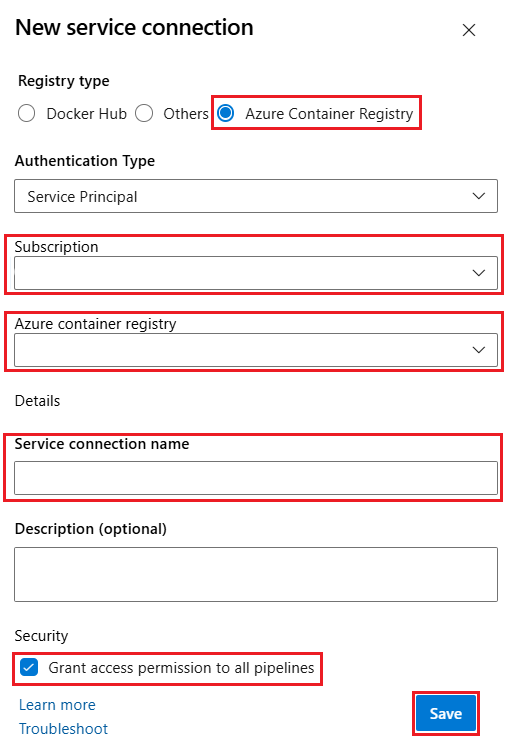 New service connection
Registry type
Docker Hub Others Azure Container Registry
Authentication Type
Service Principal
Subscription
Azure container registry
Details
Service connection name
Description (optional)
Security
Grant access permission to all pipelines
Learn more
Save
Troubleshoot